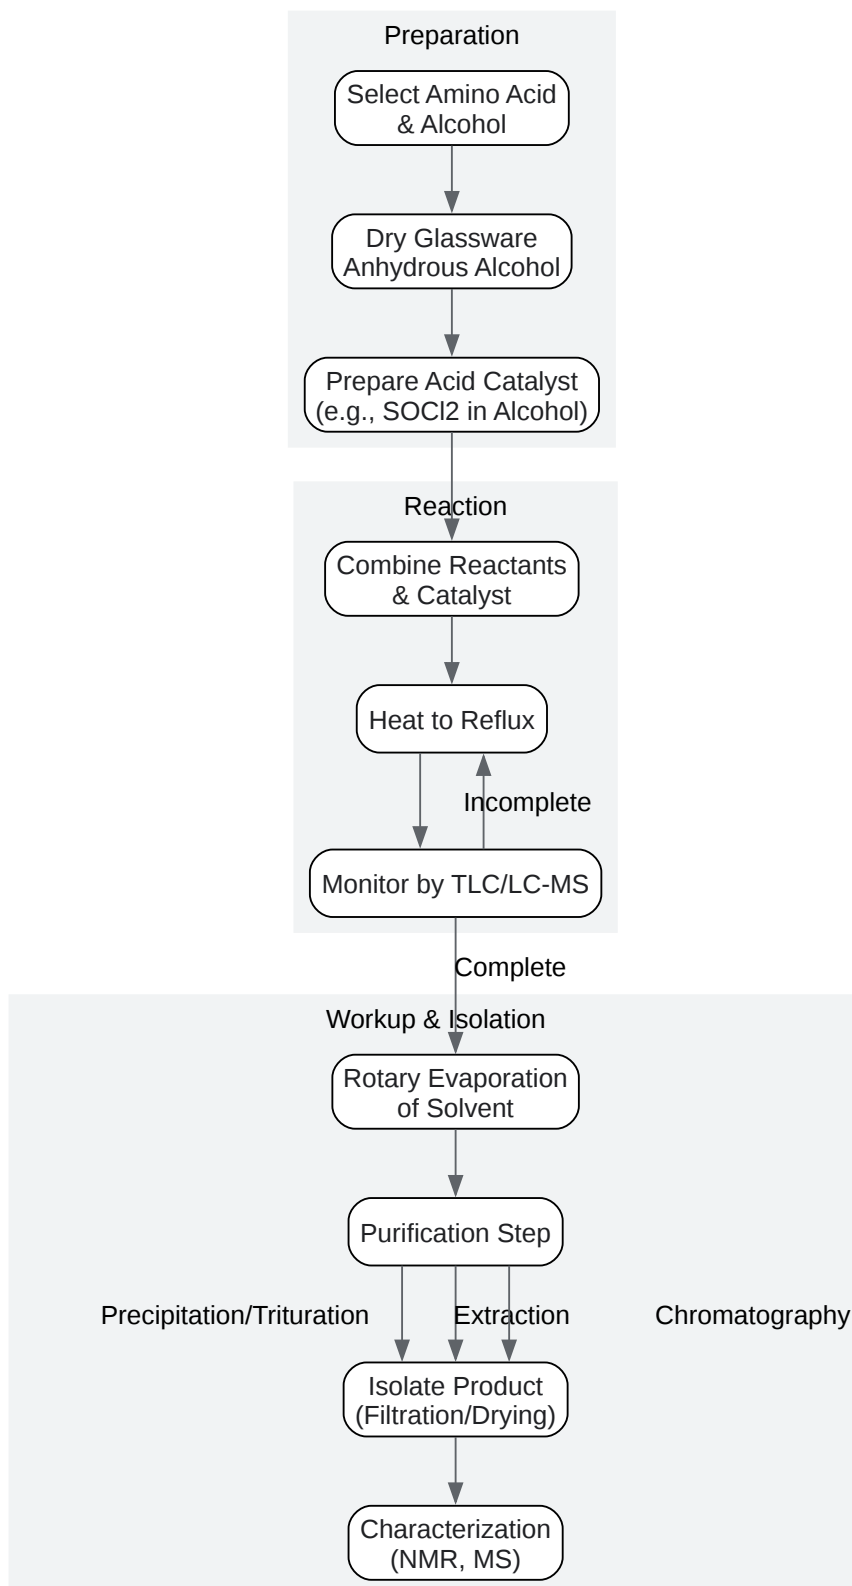 Preparation
Select Amino Acid
& Alcohol
Dry Glassware
Anhydrous Alcohol
Prepare Acid Catalyst
(e.g., SOCl2 in Alcohol)
Reaction
Combine Reactants
& Catalyst
Heat to Reflux
Incomplete
Monitor by TLC/LC-MS
Complete
Workup & Isolation
Rotary Evaporation
of Solvent
Purification Step
Precipitation/Trituration
Extraction
Chromatography
Isolate Product
(Filtration/Drying)
Characterization
(NMR, MS)